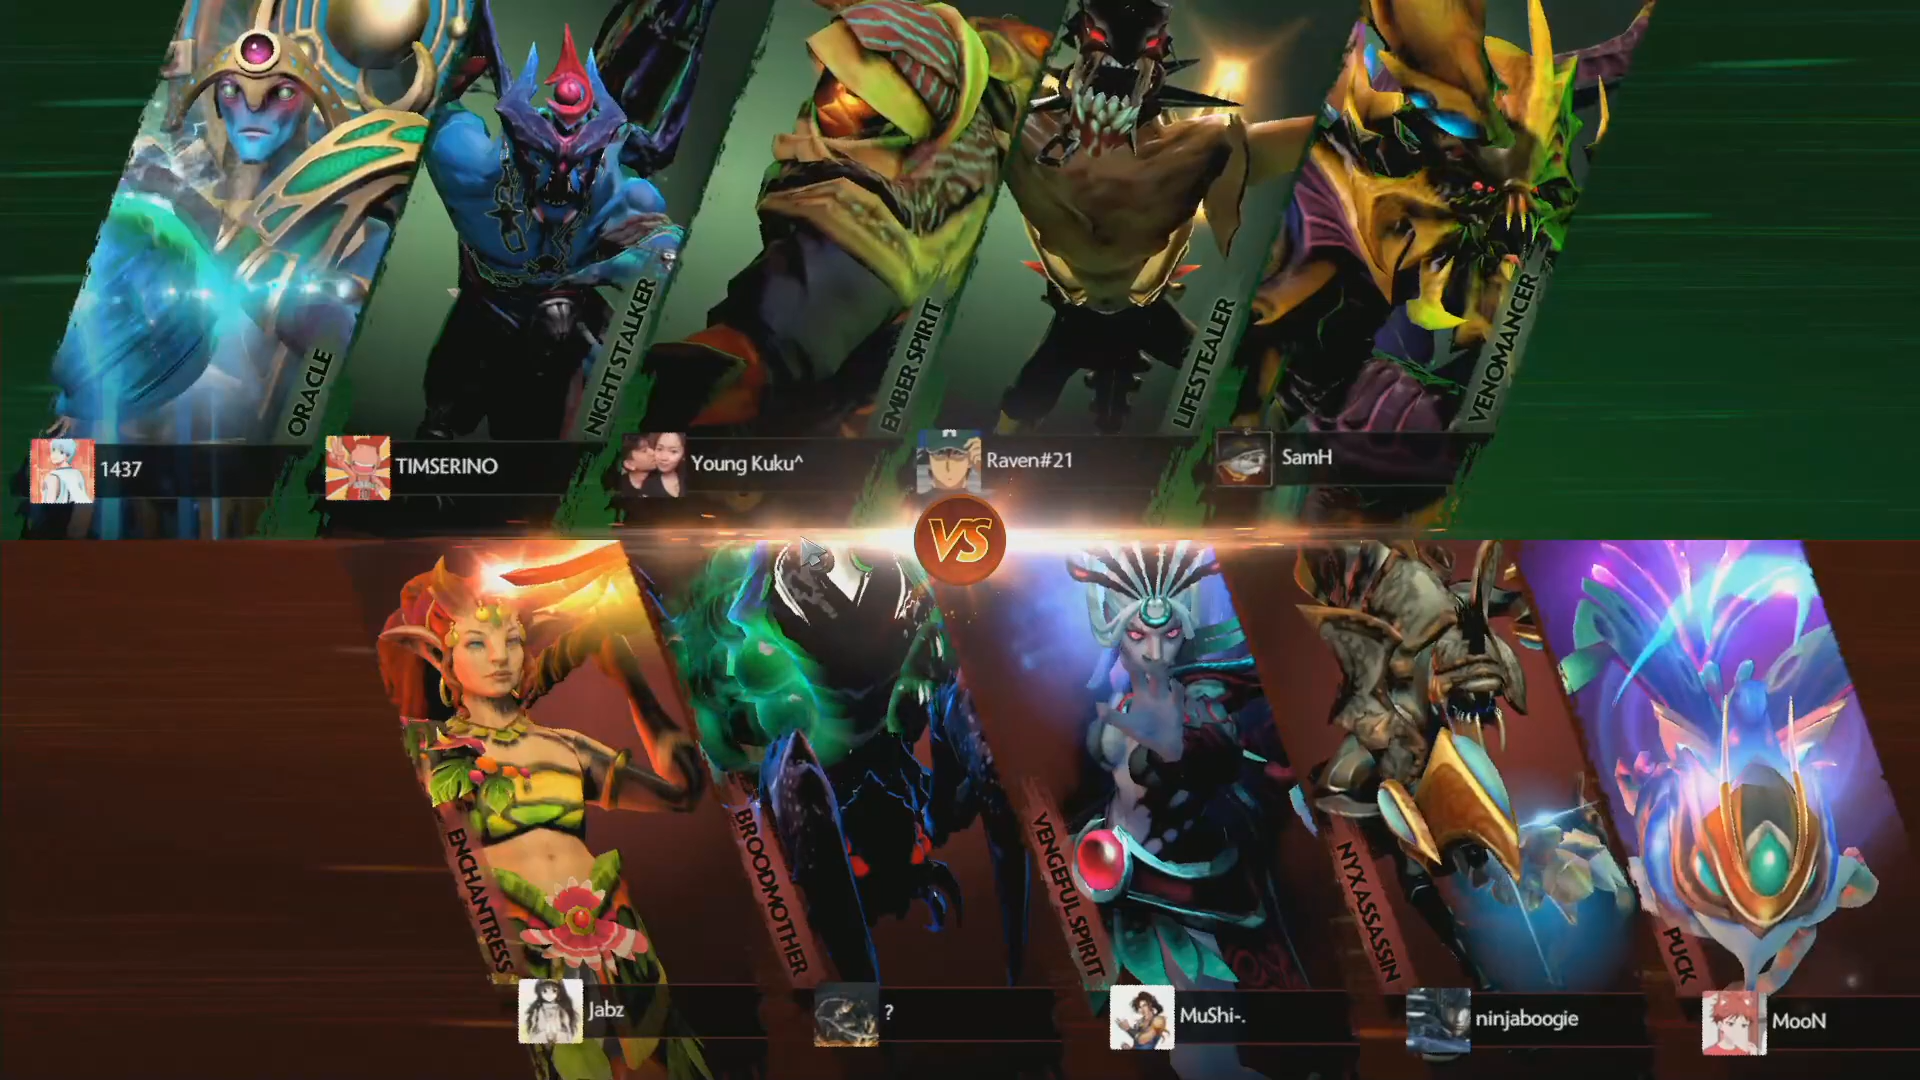 ORACLE
NIGHT STALKER
EMBER SPIRIT
LIFESTEALER
VENOMANCER
1437
TIMSERINO
Young Kuku^
Raven#21
SamH
VS
ENCHANTRESS
BROODMOTHER
VENGEFUL SPIRIT
NYX ASSASSIN
PUCK
Jabz
?
MuShi-.
ninjaboogie
MooN